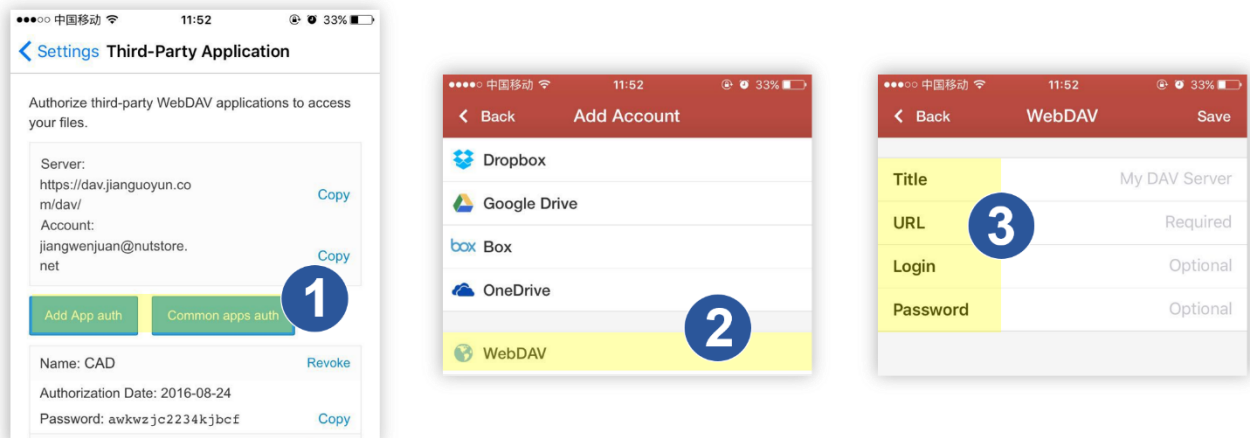 中国移动 11:52 33%
Settings Third-Party Application
Authorize third-party WebDAV applications to access
your files.
Server:
https://dav.jianguoyun.co
m/dav/
Copy
Account:
jiangwenjuan@nutstore.
net
Copy
Add App auth Common apps auth
1
Name: CAD Revoke
Authorization Date: 2016-08-24
Password: awkwzjc2234kjbcf Copy
中国移动 11:52 33%
Back Add Account
Dropbox
Google Drive
box Box
OneDrive
2
WebDAV
中国移动 11:52 33%
Back WebDAV Save
Title My DAV Server
URL Required
3
Login Optional
Password Optional